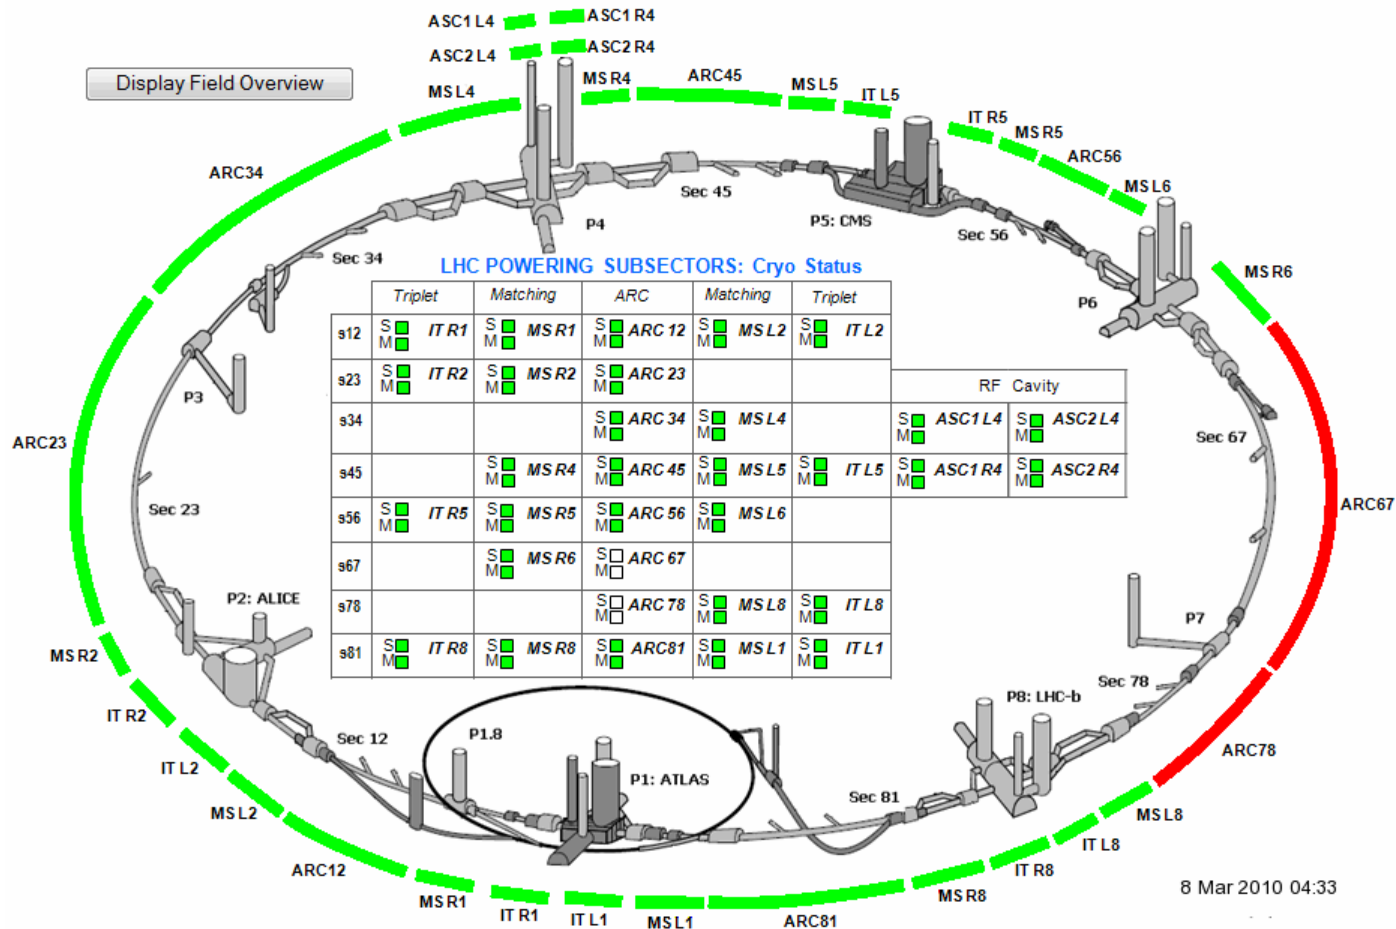 ASC1 L4
ASC1 R4
ASC2 L4
ASC2 R4
Display Field Overview
MS L4
MS R4
ARC45
MS L5
IT L5
IT R5
MS R5
ARC56
MS L6
ARC34
Sec 45
P4
P5: CMS
Sec 56
Sec 34
P6
MS R6
LHC POWERING SUBSECTORS: Cryo Status
Triplet Matching ARC Matching Triplet
s12 S M IT R1 S M MS R1 S M ARC 12 S M MS L2 S M IT L2
s23 S M IT R2 S M MS R2 S M ARC 23
RF Cavity
s34 S M ARC 34 S M MS L4 S M ASC1 L4 S M ASC2 L4
s45 S M MS R4 S M ARC 45 S M MS L5 S M IT L5 S M ASC1 R4 S M ASC2 R4
s56 S M IT R5 S M MS R5 S M ARC 56 S M MS L6
s67 S M MS R6 S M ARC 67
s78 S M ARC 78 S M MS L8 S M IT L8
s81 S M IT R8 S M MS R8 S M ARC81 S M MS L1 S M IT L1
P3
ARC23
Sec 23
Sec 67
ARC67
P2: ALICE
P7
MS R2
IT R2
Sec 78
P8: LHC-b
Sec 12
P1.8
P1: ATLAS
IT L2
ARC78
MS L2
Sec 81
MS L8
IT L8
ARC12
IT R8
MS R8
MS R1
IT R1
IT L1
MS L1
ARC81
8 Mar 2010 04:33